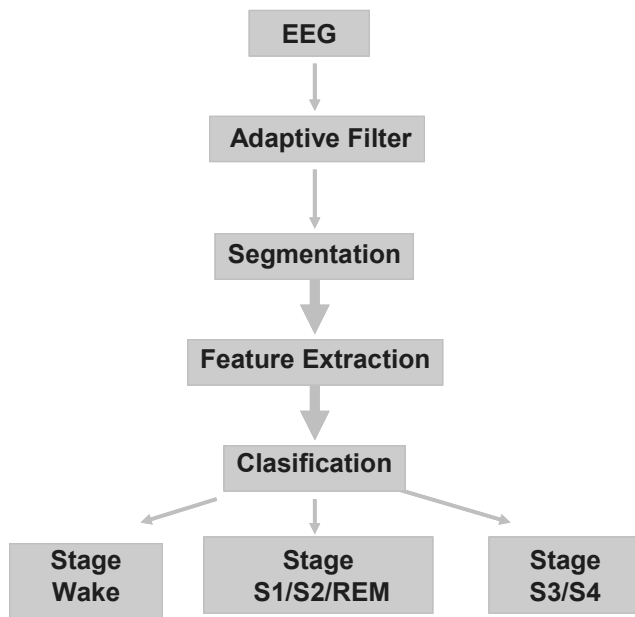 EEG
Adaptive Filter
Segmentation
Feature Extraction
Clasification
Stage
Wake
Stage
S1/S2/REM
Stage
S3/S4